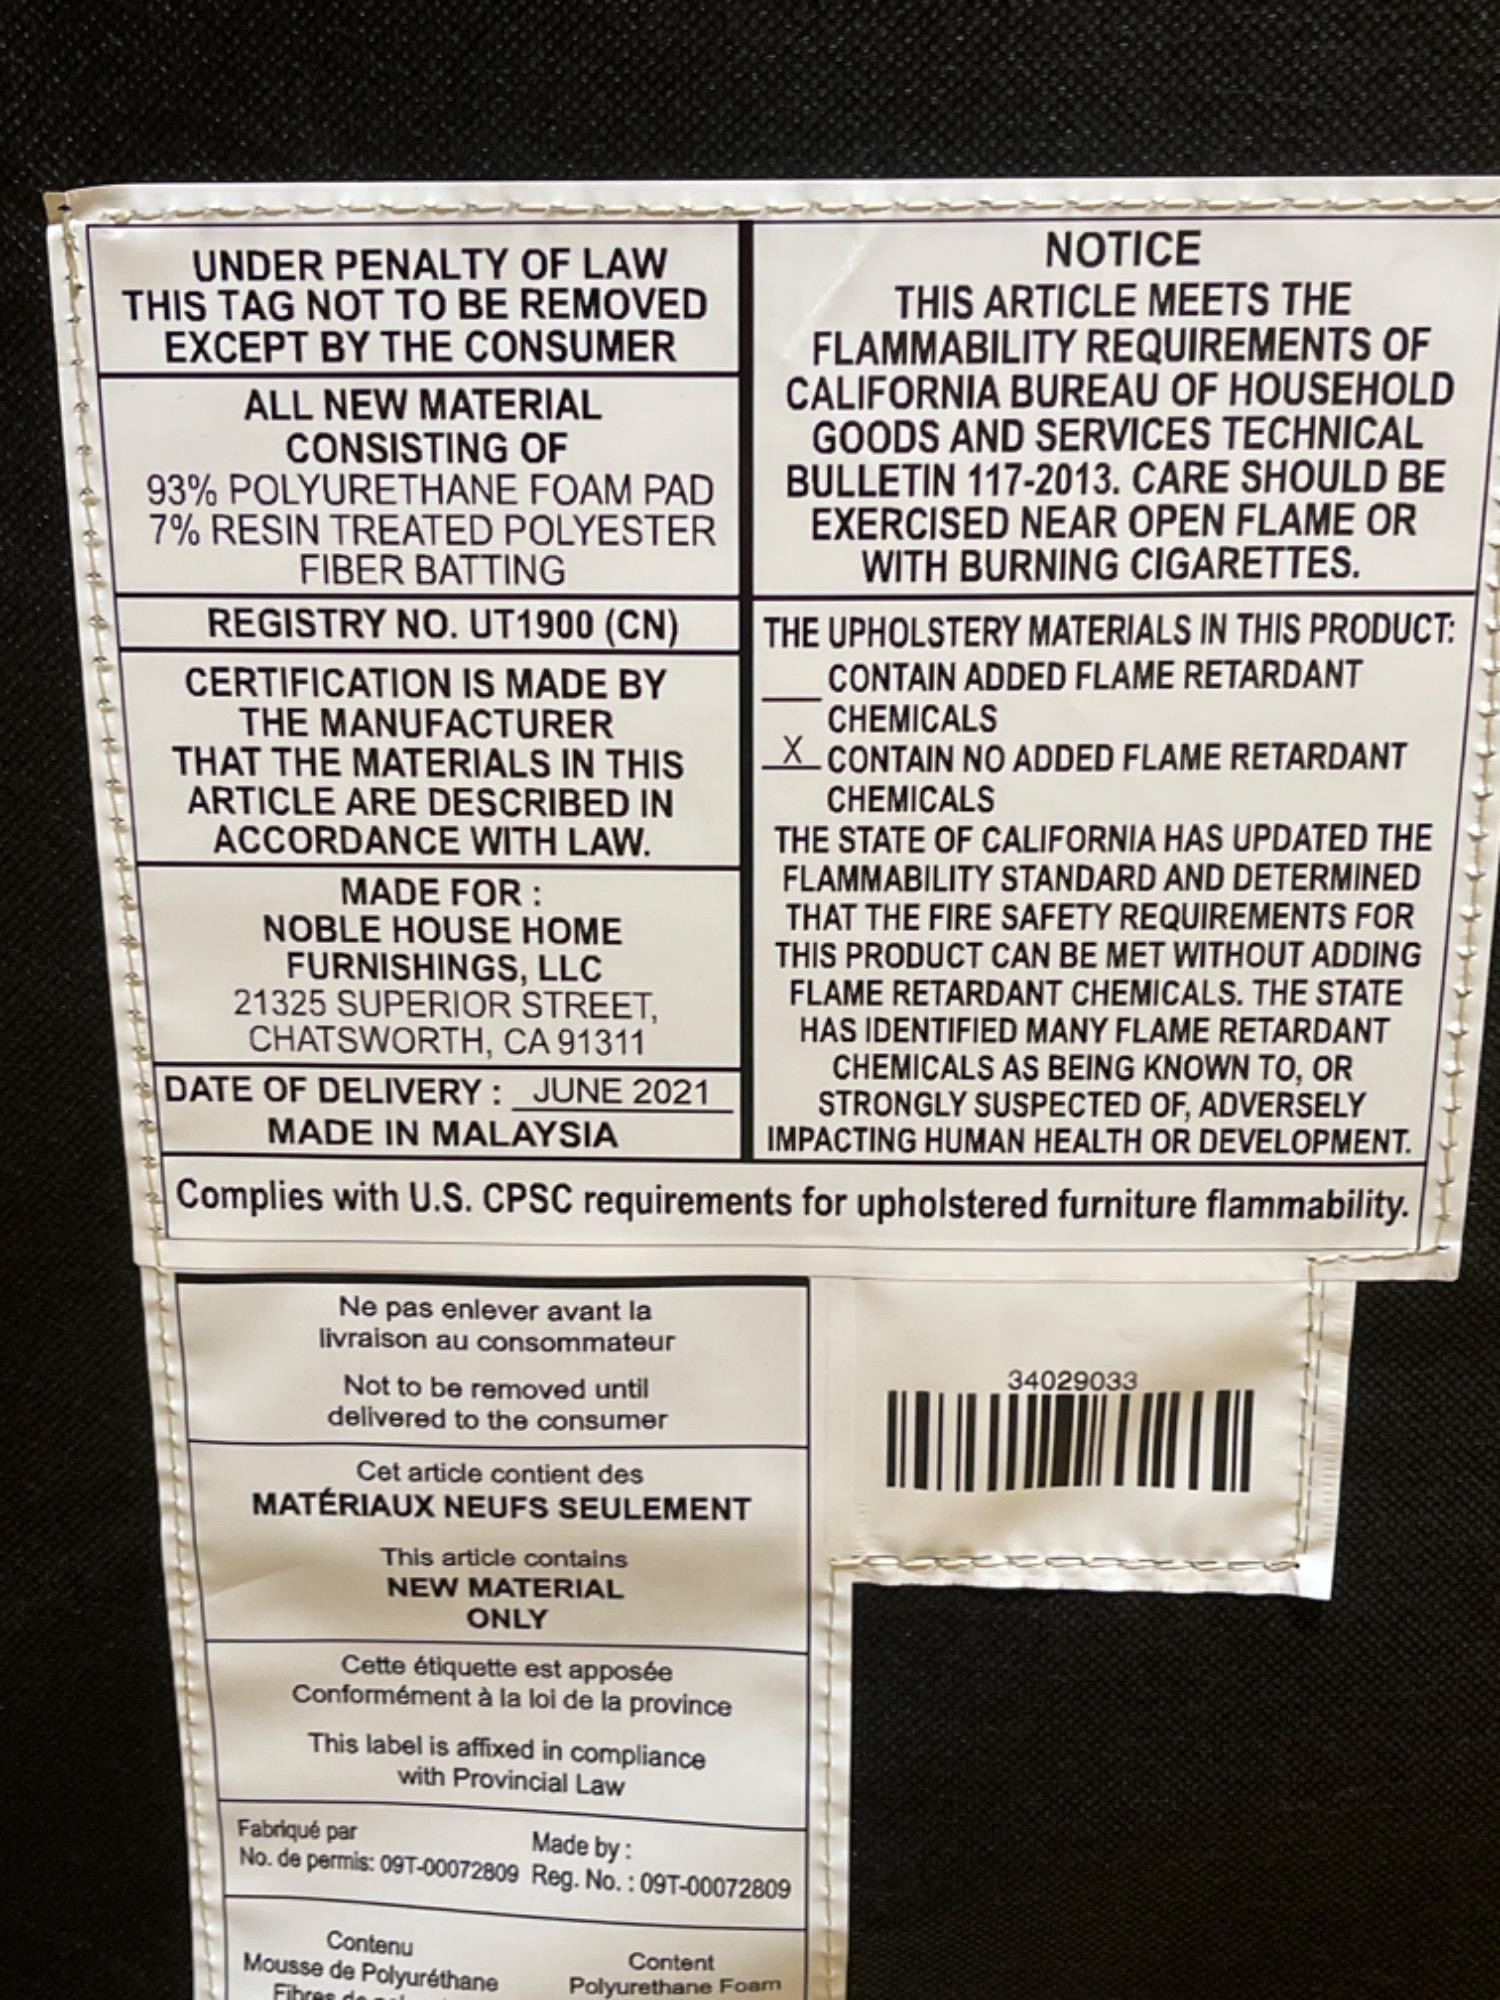 UNDER PENALTY OF LAW
THIS TAG NOT TO BE REMOVED
EXCEPT BY THE CONSUMER
ALL NEW MATERIAL
CONSISTING OF
93% POLYURETHANE FOAM PAD
7% RESIN TREATED POLYESTER
FIBER BATTING
REGISTRY NO. UT1900 (CN)
CERTIFICATION IS MADE BY
THE MANUFACTURER
THAT THE MATERIALS IN THIS
ARTICLE ARE DESCRIBED IN
ACCORDANCE WITH LAW.
MADE FOR :
NOBLE HOUSE HOME
FURNISHINGS, LLC
21325 SUPERIOR STREET,
CHATSWORTH, CA 91311
DATE OF DELIVERY : JUNE 2021
MADE IN MALAYSIA
NOTICE
THIS ARTICLE MEETS THE
FLAMMABILITY REQUIREMENTS OF
CALIFORNIA BUREAU OF HOUSEHOLD
GOODS AND SERVICES TECHNICAL
BULLETIN 117-2013. CARE SHOULD BE
EXERCISED NEAR OPEN FLAME OR
WITH BURNING CIGARETTES.
THE UPHOLSTERY MATERIALS IN THIS PRODUCT:
___ CONTAIN ADDED FLAME RETARDANT
CHEMICALS
X CONTAIN NO ADDED FLAME RETARDANT
CHEMICALS
THE STATE OF CALIFORNIA HAS UPDATED THE
FLAMMABILITY STANDARD AND DETERMINED
THAT THE FIRE SAFETY REQUIREMENTS FOR
THIS PRODUCT CAN BE MET WITHOUT ADDING
FLAME RETARDANT CHEMICALS. THE STATE
HAS IDENTIFIED MANY FLAME RETARDANT
CHEMICALS AS BEING KNOWN TO, OR
STRONGLY SUSPECTED OF, ADVERSELY
IMPACTING HUMAN HEALTH OR DEVELOPMENT.
Complies with U.S. CPSC requirements for upholstered furniture flammability.
Ne pas enlever avant la
livraison au consommateur
Not to be removed until
delivered to the consumer
Cet article contient des
MATÉRIAUX NEUFS SEULEMENT
This article contains
NEW MATERIAL
ONLY
Cette étiquette est apposée
Conformément à la loi de la province
This label is affixed in compliance
with Provincial Law
Fabriqué par
No. de permis: 09T-00072809
Made by :
Reg. No. : 09T-00072809
Contenu
Mousse de Polyuréthane
Fibres de
Content
Polyurethane Foam
34029033